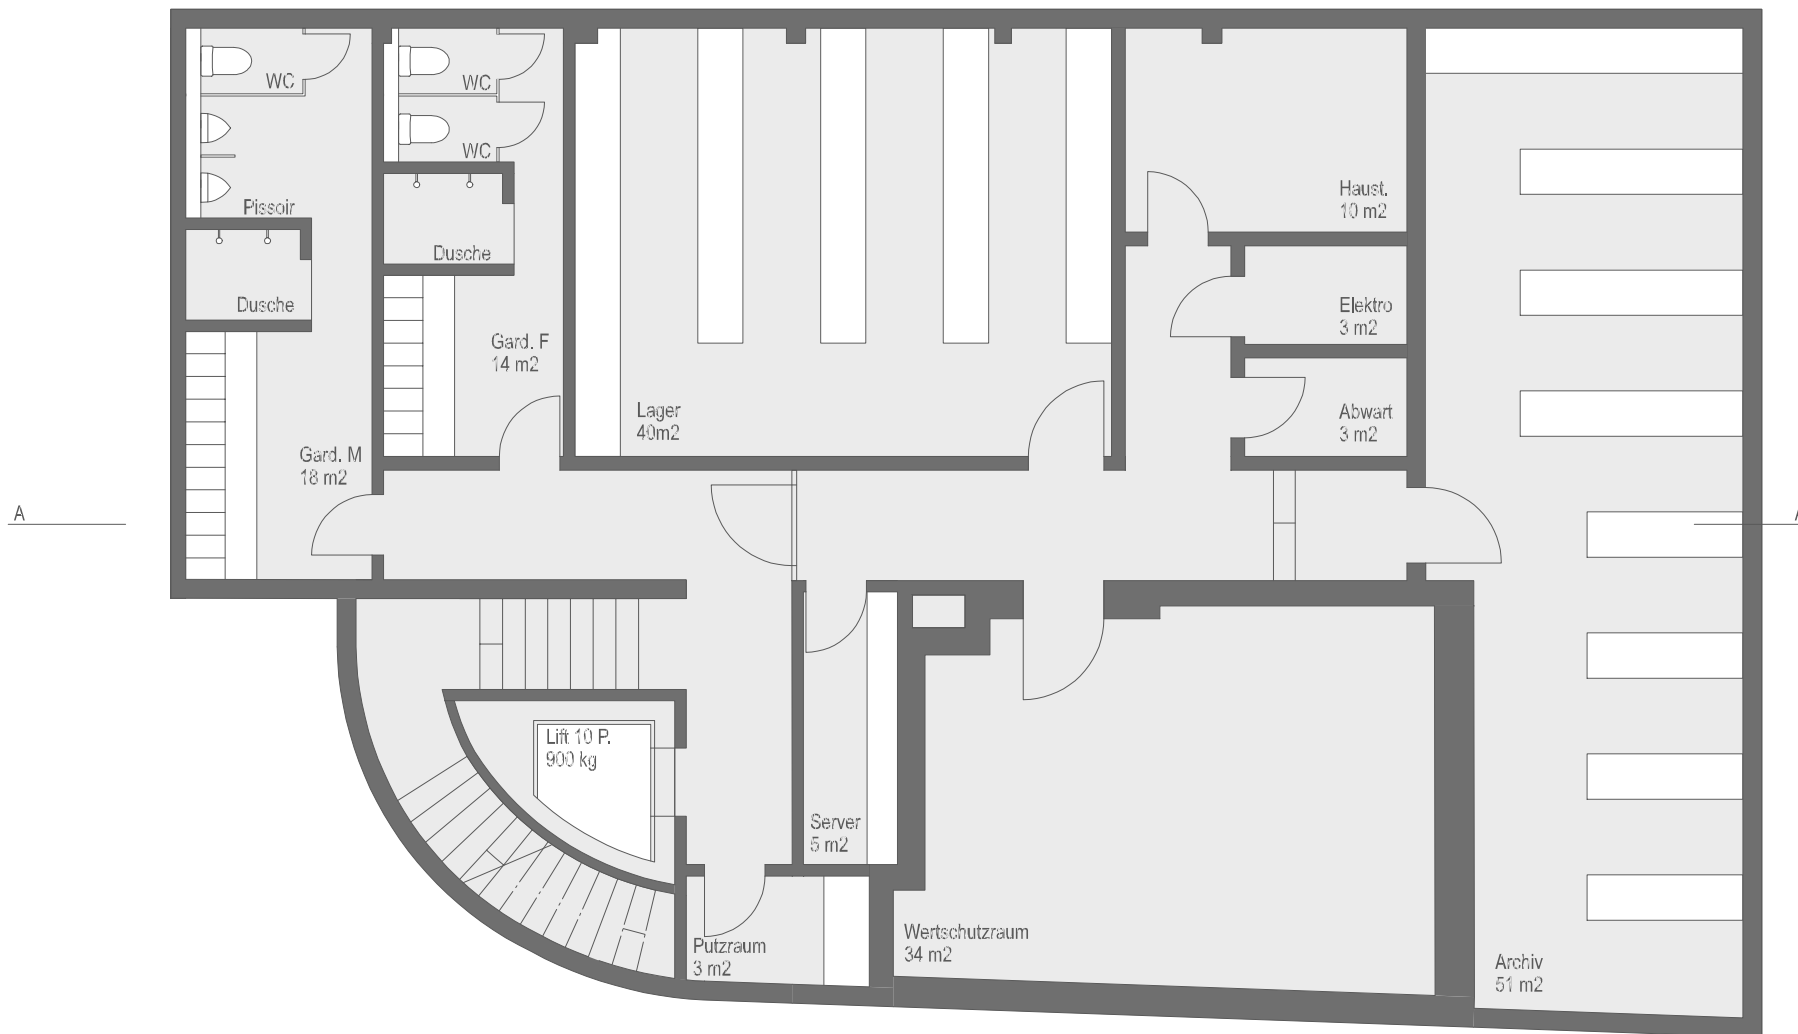 WC
WC
WC
Pissoir
Haust.
10 m2
Dusche
Dusche
Elektro
3 m2
Gard. F
14 m2
Lager
40m2
Abwart
3 m2
Gard. M
18 m2
A
A
Lift 10 P.
900 kg
Server
5 m2
Putzraum
3 m2
Wertschutzraum
34 m2
Archiv
51 m2